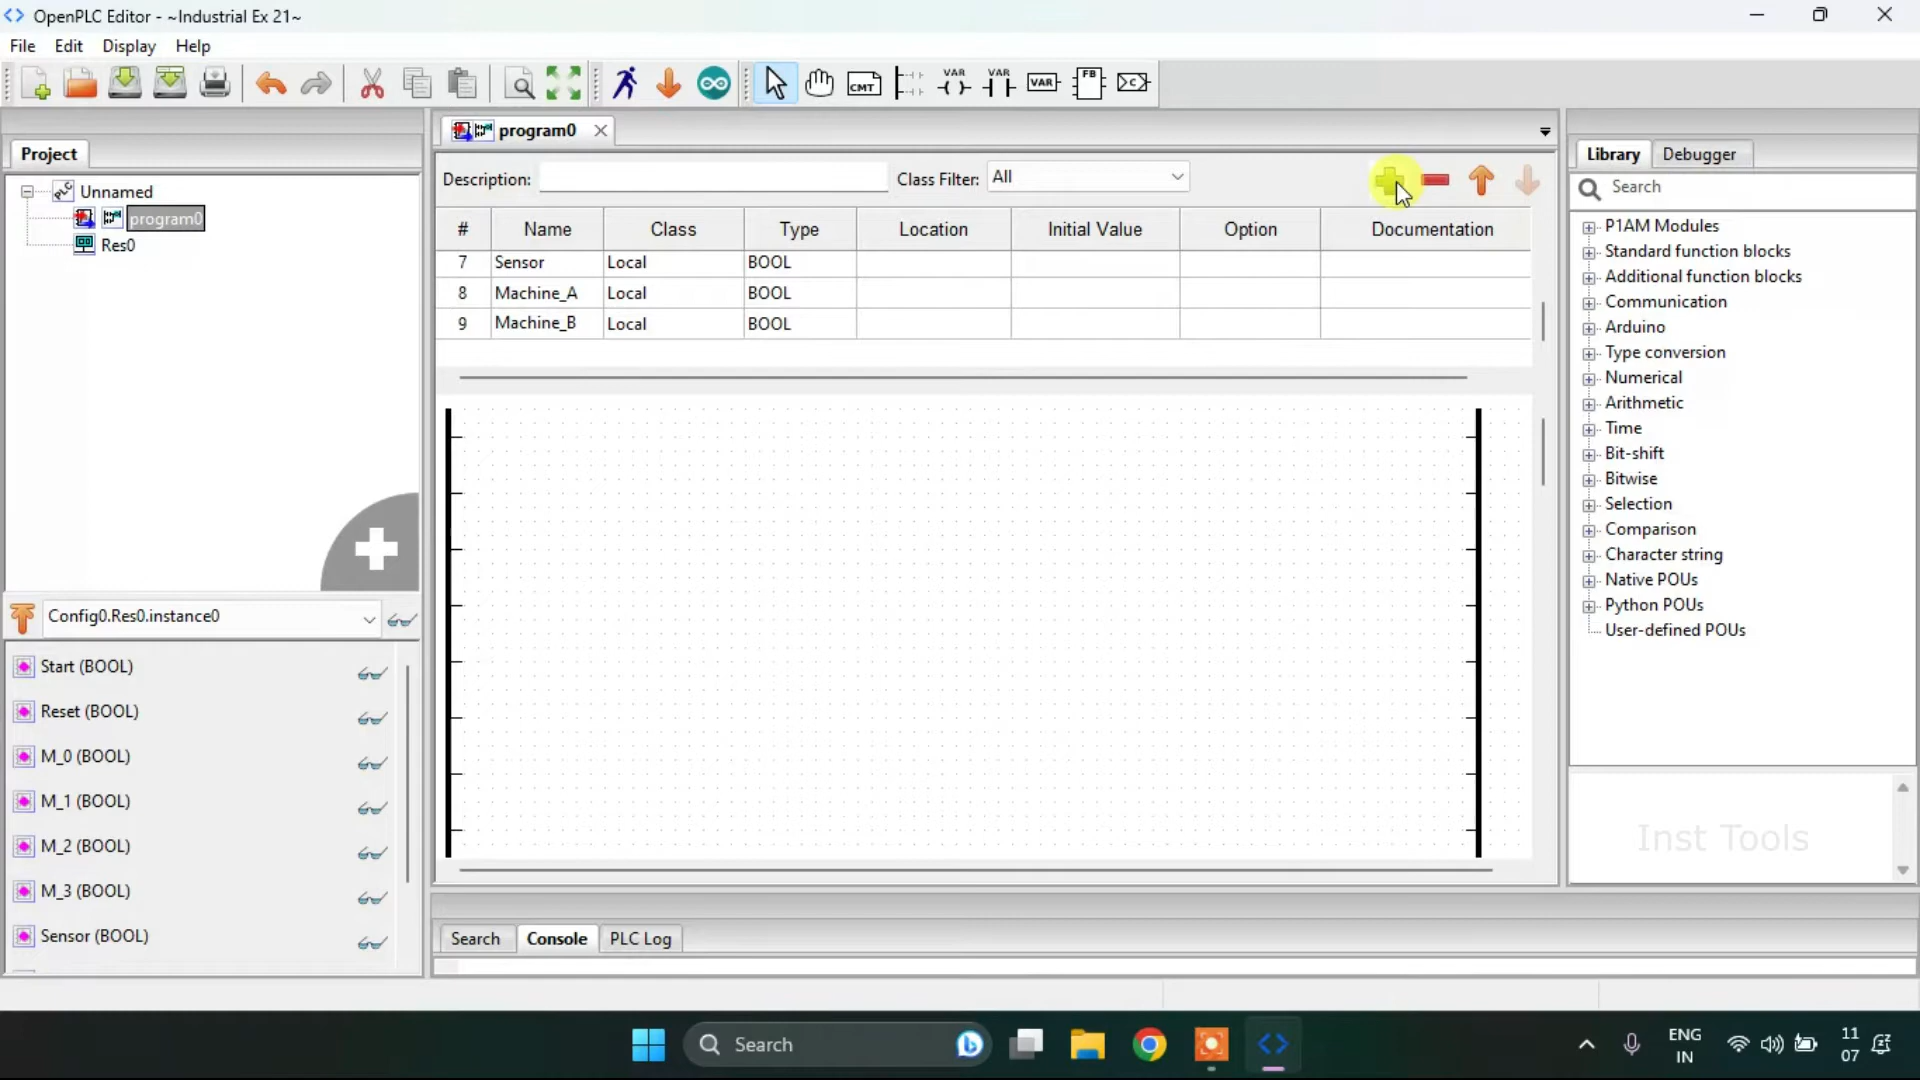 OpenPLC Editor - ~Industrial Ex 21~
File Edit Display Help
CMT VAR VAR VAR FB C
Project
Unnamed
program0
Res0
Config0.Res0.instance0
Start (BOOL)
Reset (BOOL)
M_0 (BOOL)
M_1 (BOOL)
M_2 (BOOL)
M_3 (BOOL)
Sensor (BOOL)
program0
Description: Class Filter: All
# Name Class Type Location Initial Value Option Documentation
7 Sensor Local BOOL
8 Machine_A Local BOOL
9 Machine_B Local BOOL
Search Console PLC Log
Library Debugger
Search
P1AM Modules
Standard function blocks
Additional function blocks
Communication
Arduino
Type conversion
Numerical
Arithmetic
Time
Bit-shift
Bitwise
Selection
Comparison
Character string
Native POUs
Python POUs
User-defined POUs
Inst Tools
Search
ENG
IN
11
07